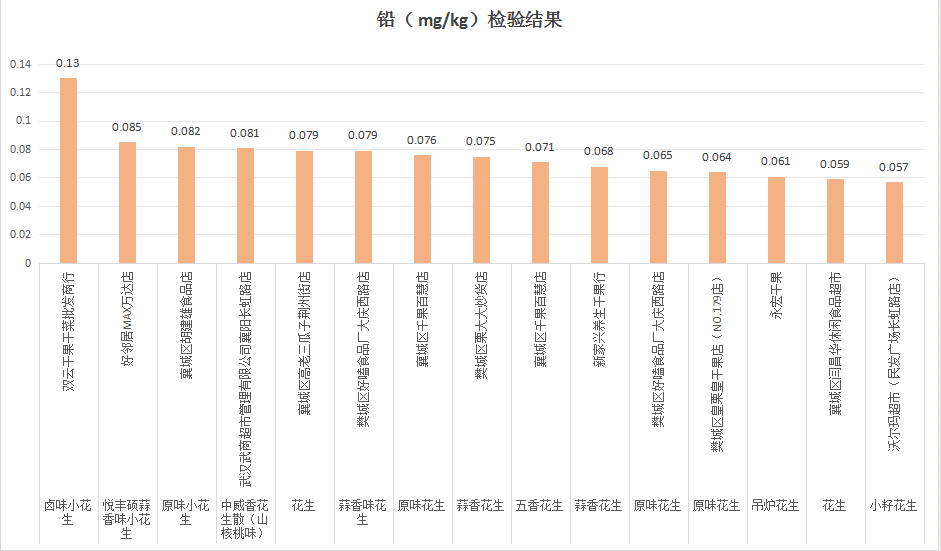 铅（mg/kg）检验结果
0.14
0.12
0.1
0.08
0.06
0.04
0.02
0
0.13
0.085
0.082
0.081
0.079
0.079
0.076
0.075
0.071
0.068
0.065
0.064
0.061
0.059
0.057
双云干果干菜批发商行
好邻居MAX万达店
襄城区胡建雄食品店
武汉武商超市管理有限公司襄阳长虹路店
襄城区高老三瓜子荆州街店
樊城区好嗑食品厂大庆西路店
襄城区千果百慧店
樊城区栗大大炒货店
襄城区千果百慧店
新家兴养生干果行
樊城区好嗑食品厂大庆西路店
樊城区皇栗皇干果店（NO.179店）
永宏干果
襄城区闫昌华休闲食品超市
沃尔玛超市（民发广场长虹路店）
卤味小花
生
悦丰硕蒜
香味小花
生
原味小花
生
中威香花
生散（山
核桃味）
花生
蒜香味花
生
原味花生
蒜香花生
五香花生
蒜香花生
原味花生
原味花生
吊炉花生
花生
小籽花生